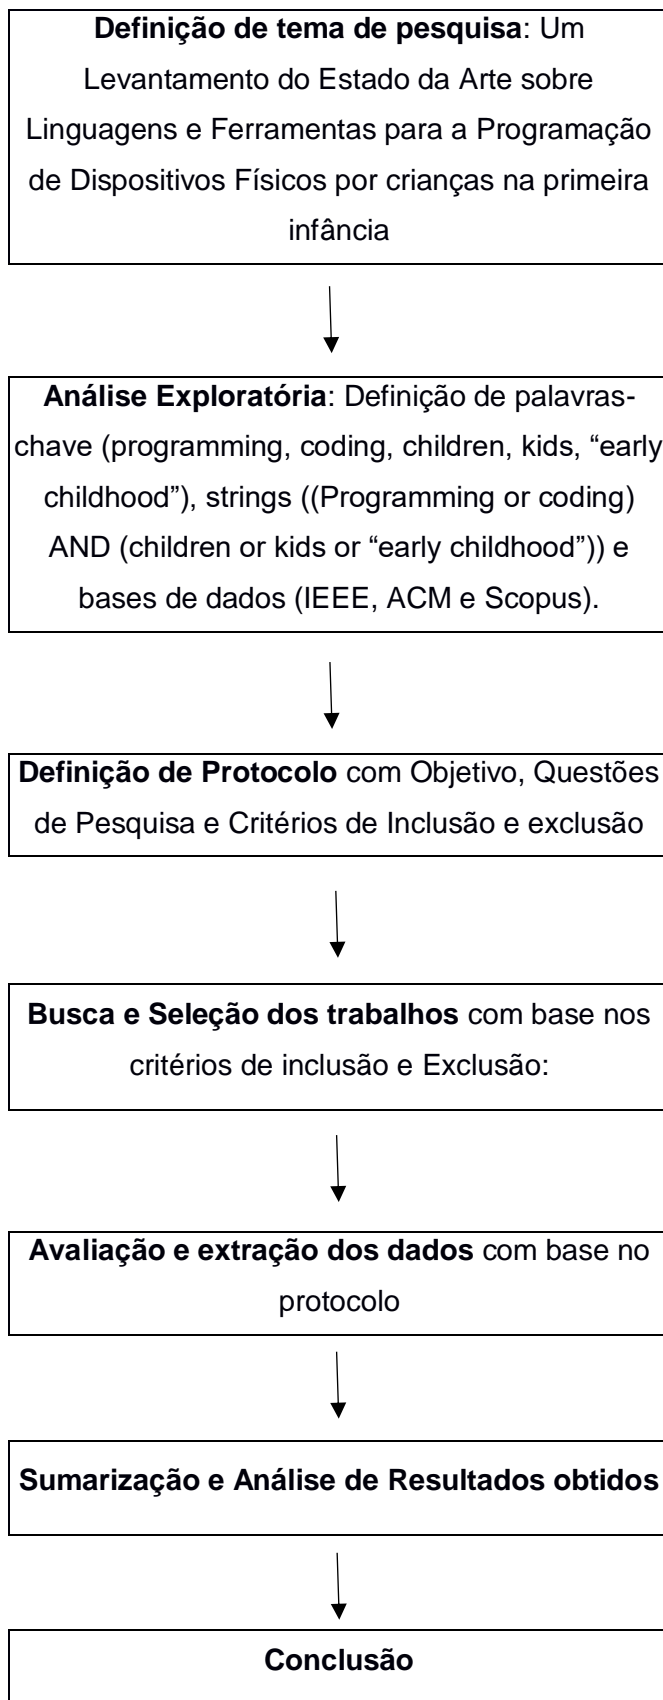 Definição de tema de pesquisa: Um
Levantamento do Estado da Arte sobre
Linguagens e Ferramentas para a Programação
de Dispositivos Físicos por crianças na primeira
infância
Análise Exploratória: Definição de palavras-
chave (programming, coding, children, kids, “early
childhood”), strings ((Programming or coding)
AND (children or kids or “early childhood”)) e
bases de dados (IEEE, ACM e Scopus).
Definição de Protocolo com Objetivo, Questões
de Pesquisa e Critérios de Inclusão e exclusão
Busca e Seleção dos trabalhos com base nos
critérios de inclusão e Exclusão:
Avaliação e extração dos dados com base no
protocolo
Sumarização e Análise de Resultados obtidos
Conclusão